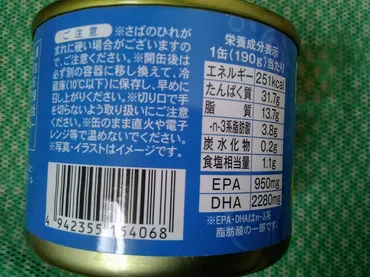 ご注意
※さばのひれが
まれに硬い場合がございますの
で、ご注意ください。※開缶後は
必ず別の容器に移し換えて、冷
蔵庫(10℃以下)に保存し、早めに
召し上がりください。※切り口で手
を切らないよう取り扱いにご注意
ください。※缶のまま直火や電子
レンジ等で温めないでください。
※写真・イラストはイメージです。
4 942355 154068
栄養成分表示
1缶(190g)当たり
エネルギー 251kcal
たんぱく質 31.7g
脂質 13.7g
-n-3系脂肪酸 3.8g
炭水化物 0.2g
食塩相当量 1.1g
EPA 950mg
DHA 2280mg
※EPA・DHAはn-3系
脂肪酸の一部です。